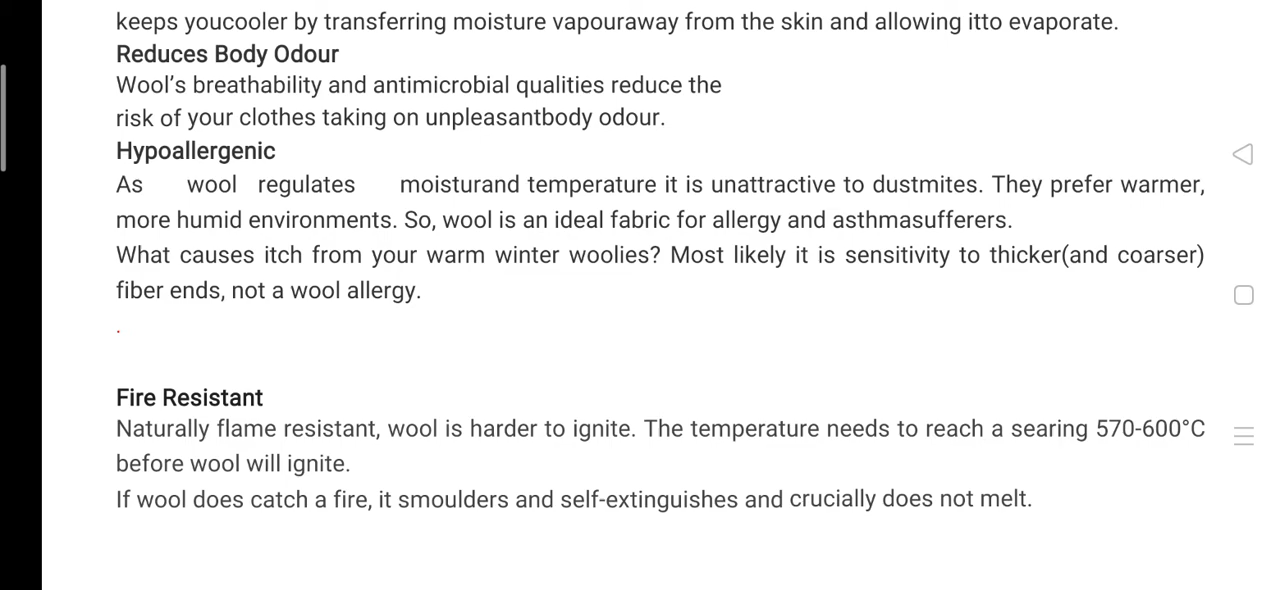 keeps youcooler by transferring moisture vapouraway from the skin and allowing itto evaporate.
Reduces Body Odour
Wool's breathability and antimicrobial qualities reduce the
risk of your clothes taking on unpleasantbody odour.
Hypoallergenic
As wool regulates moisturand temperature it is unattractive to dustmites. They prefer warmer,
more humid environments. So, wool is an ideal fabric for allergy and asthmasufferers.
What causes itch from your warm winter woolies? Most likely it is sensitivity to thicker(and coarser)
fiber ends, not a wool allergy.
.
Fire Resistant
Naturally flame resistant, wool is harder to ignite. The temperature needs to reach a searing 570-600°C
before wool will ignite.
If wool does catch a fire, it smoulders and self-extinguishes and crucially does not melt.